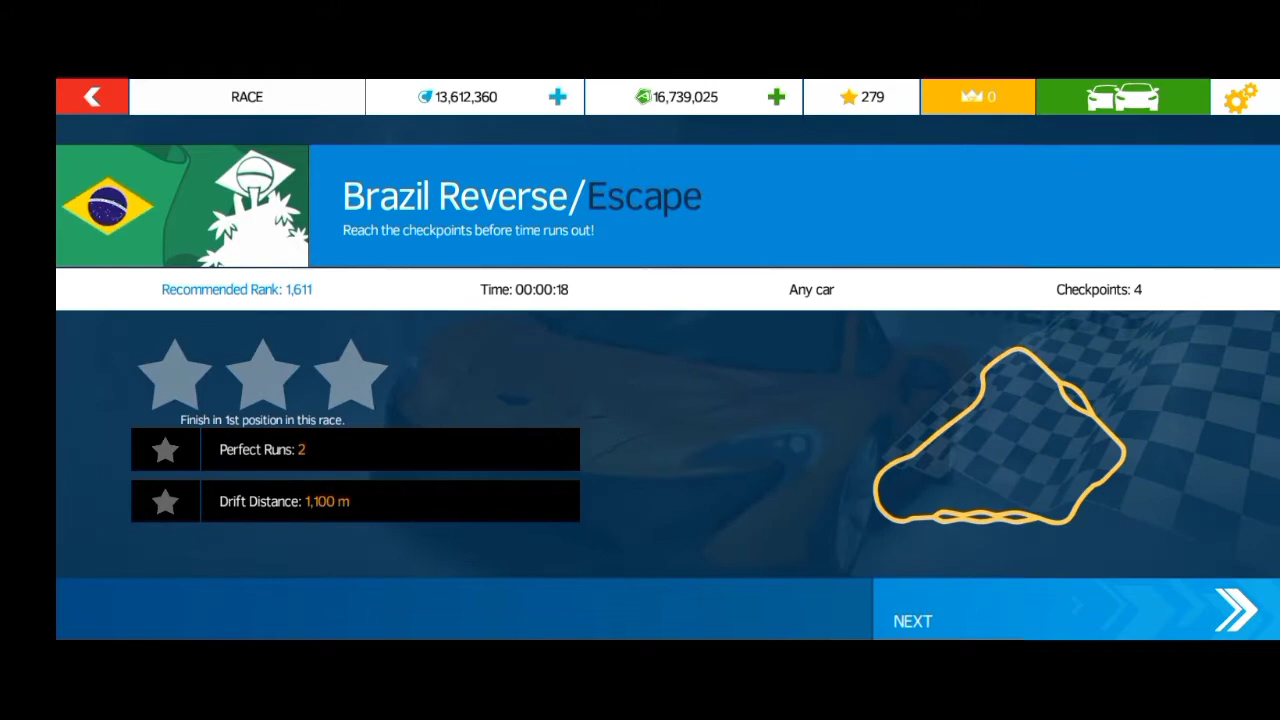 RACE
13,612,360
16,739,025
279
0
Brazil Reverse/Escape
Reach the checkpoints before time runs out!
Recommended Rank: 1,611
Time: 00:00:18
Any car
Checkpoints: 4
Finish in 1st position in this race.
Perfect Runs: 2
Drift Distance: 1,100 m
NEXT